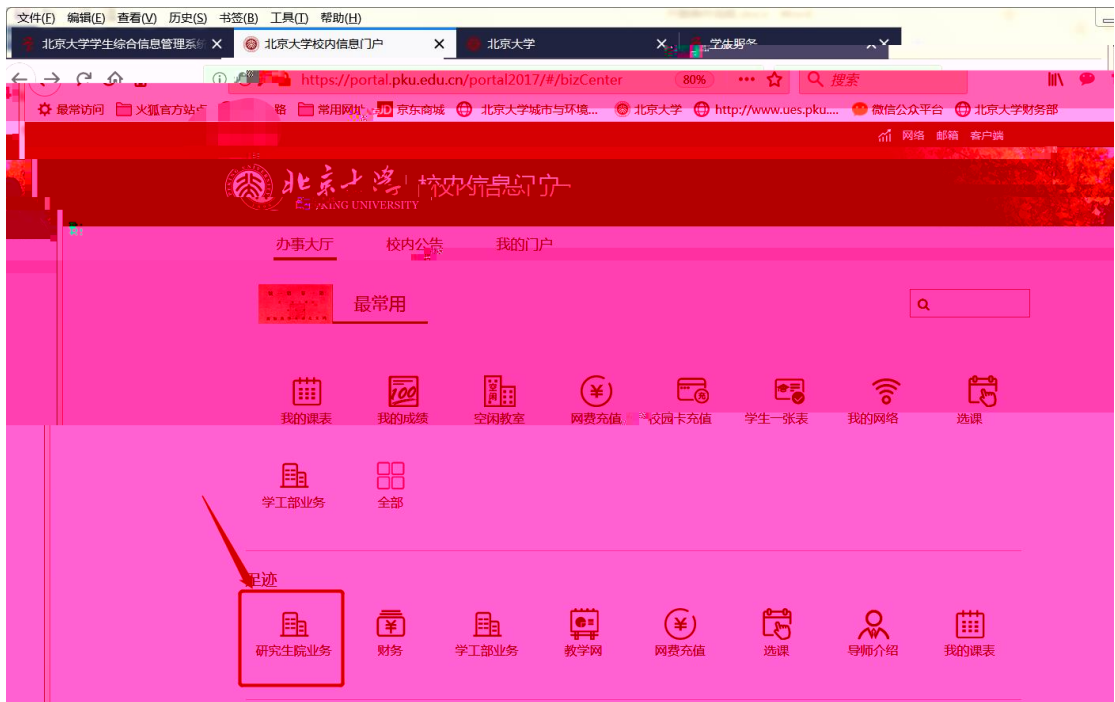 文件(F) 编辑(E) 查看(V) 历史(S) 书签(B) 工具(T) 帮助(H)
北京大学学生综合信息管理系统 北京大学校内信息门户 北京大学
https://portal.pku.edu.cn/portal2017/#/bizCenter 80% 搜索
最常访问 火狐官方站点 常用网址 京东商城 北京大学城市与环境... 北京大学 http://www.ues.pku.... 微信公众平台 北京大学财务部
网络 邮箱 客户端
北京大学 校内信息门户
UNIVERSITY
办事大厅 校内公告 我的门户
最常用
我的课表 我的成绩 空闲教室 网费充值 校园卡充值 学生一张表 我的网络 选课
学工部业务 全部
足迹
研究生院业务 财务 学工部业务 教学网 网费充值 选课 导师介绍 我的课表